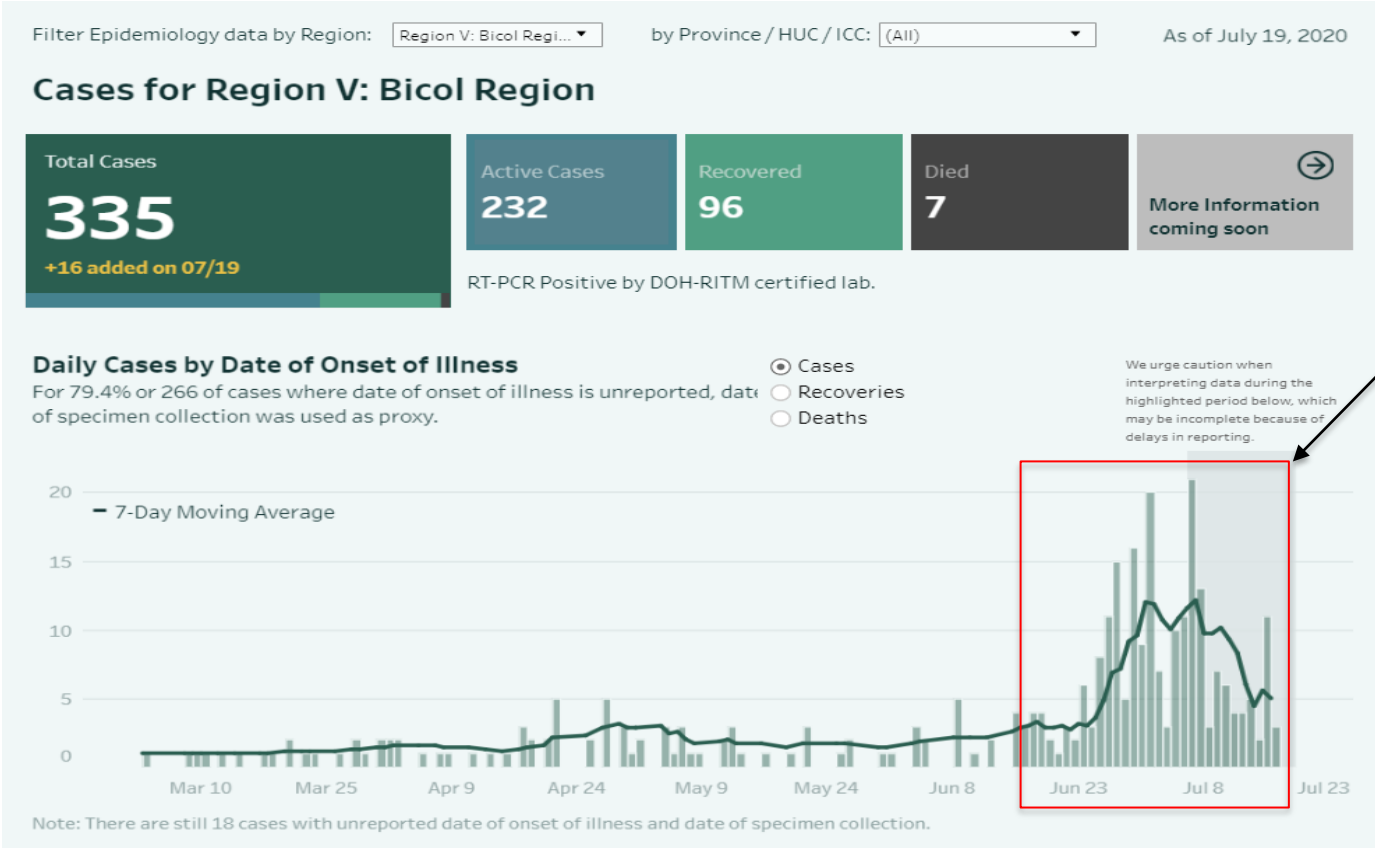 Filter Epidemiology data by Region: Region V: Bicol Regi... by Province / HUC / ICC: (All) As of July 19, 2020
Cases for Region V: Bicol Region
Total Cases
335
+16 added on 07/19
Active Cases
232
Recovered
96
Died
7
More Information
coming soon
RT-PCR Positive by DOH-RITM certified lab.
Daily Cases by Date of Onset of Illness
For 79.4% or 266 of cases where date of onset of illness is unreported, date
of specimen collection was used as proxy.
Cases
Recoveries
Deaths
We urge caution when
interpreting data during the
highlighted period below, which
may be incomplete because of
delays in reporting.
20
7-Day Moving Average
15
10
5
0
Mar 10 Mar 25 Apr 9 Apr 24 May 9 May 24 Jun 8 Jun 23 Jul 8 Jul 23
Note: There are still 18 cases with unreported date of onset of illness and date of specimen collection.